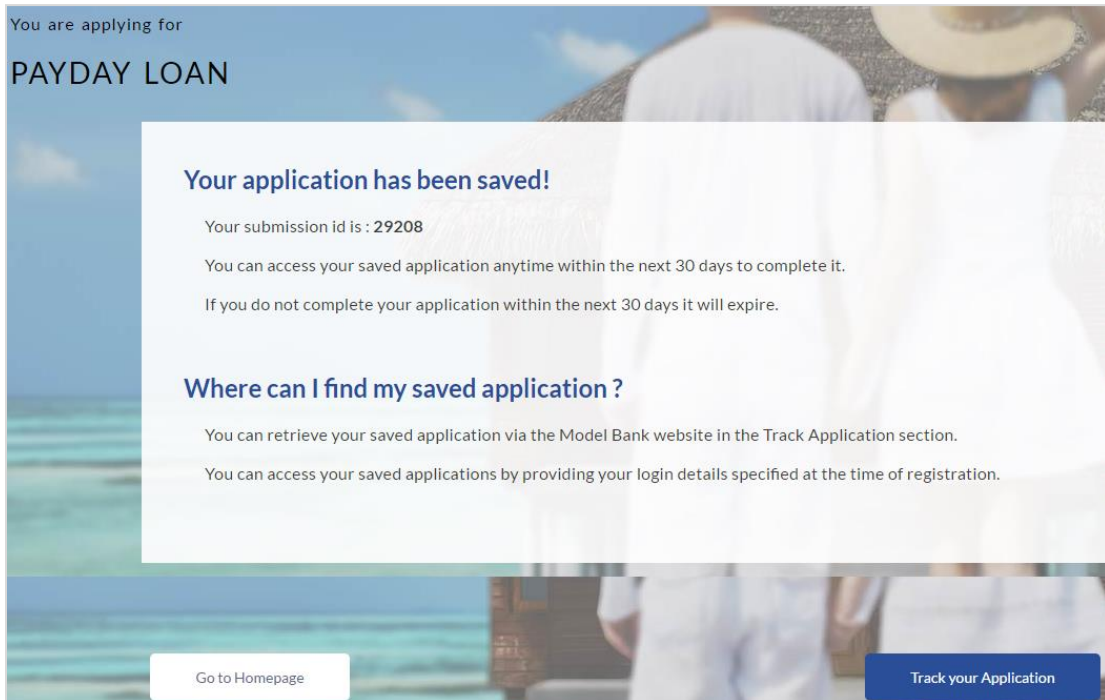 You are applying for
PAYDAY LOAN
Your application has been saved!
Your submission id is : 29208
You can access your saved application anytime within the next 30 days to complete it.
If you do not complete your application within the next 30 days it will expire.
Where can I find my saved application ?
You can retrieve your saved application via the Model Bank website in the Track Application section.
You can access your saved applications by providing your login details specified at the time of registration.
Go to Homepage
Track your Application